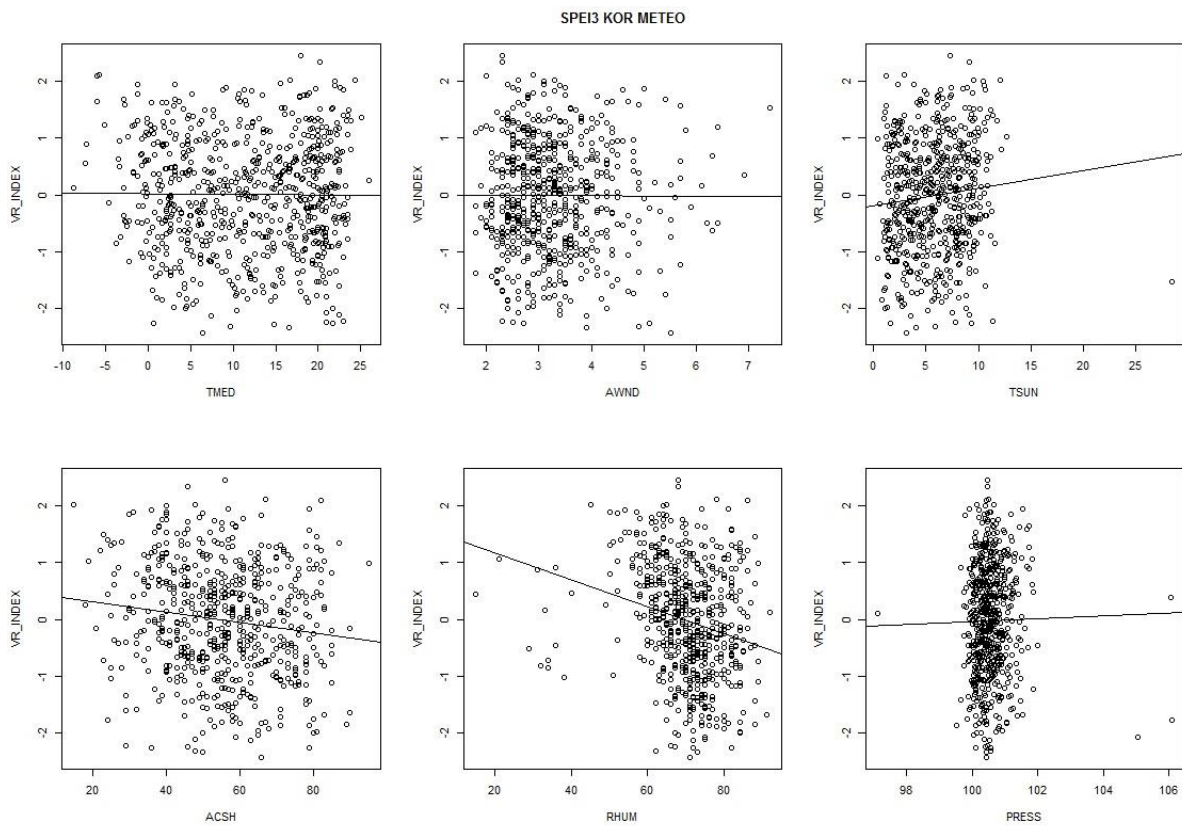 SPEI3 KOR METEO
VR_INDEX
2
1
0
-1
-2
-10 -5 0 5 10 15 20 25
TMED
VR_INDEX
2
1
0
-1
-2
2 3 4 5 6 7
AWND
VR_INDEX
2
1
0
-1
-2
0 5 10 15 20 25
TSUN
VR_INDEX
2
1
0
-1
-2
20 40 60 80
ACSH
VR_INDEX
2
1
0
-1
-2
20 40 60 80
RHUM
VR_INDEX
2
1
0
-1
-2
98 100 102 104 106
PRESS